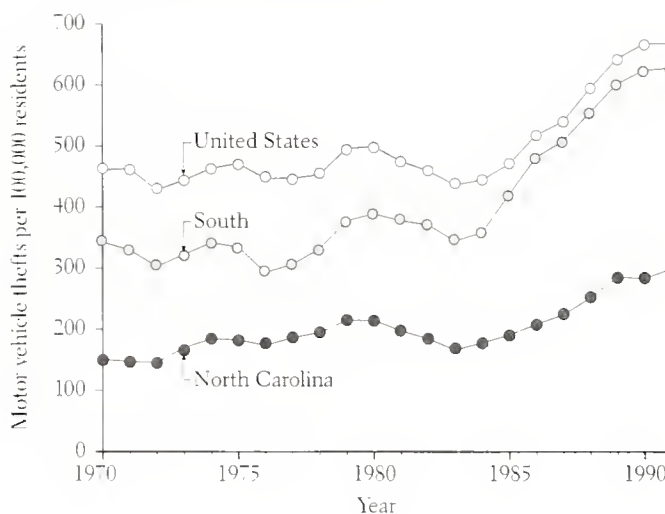 Motor vehicle thefts per 100,000 residents
700
600
500
400
300
200
100
0
United States
South
North Carolina
1970
1975
1980
1985
1990
Year